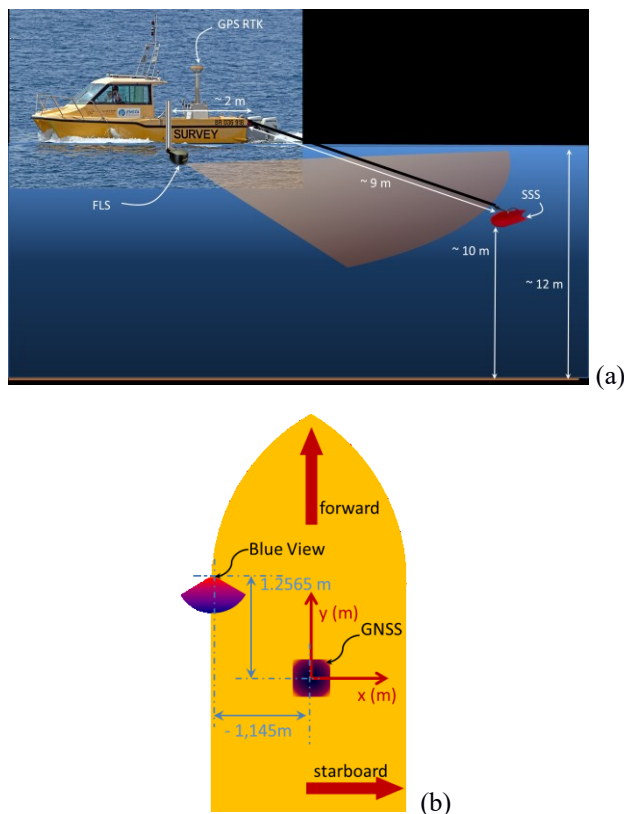 GPS RTK
~ 2 m
SURVEY
FLS
~ 9 m
SSS
~ 10 m
~ 12 m
(a)
forward
Blue View
1.2565 m
y (m)
GNSS
x (m)
- 1,145m
starboard
(b)